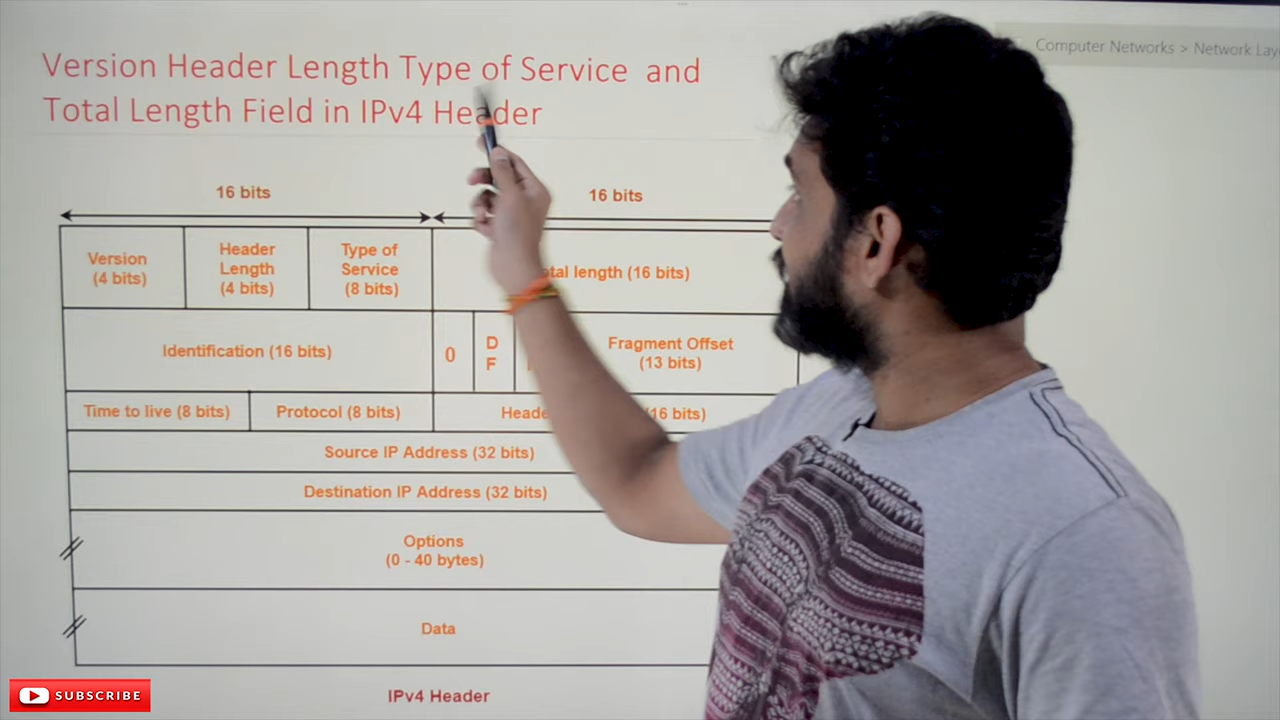 Computer Networks > Network Lay
Version Header Length Type of Service and
Total Length Field in IPv4 Header
16 bits
16 bits
Version
(4 bits)
Header
Length
(4 bits)
Type of
Service
(8 bits)
otal length (16 bits)
Identification (16 bits)
0
D
F
Fragment Offset
(13 bits)
Time to live (8 bits)
Protocol (8 bits)
Heade
(16 bits)
Source IP Address (32 bits)
Destination IP Address (32 bits)
Options
(0 - 40 bytes)
Data
IPv4 Header
SUBSCRIBE